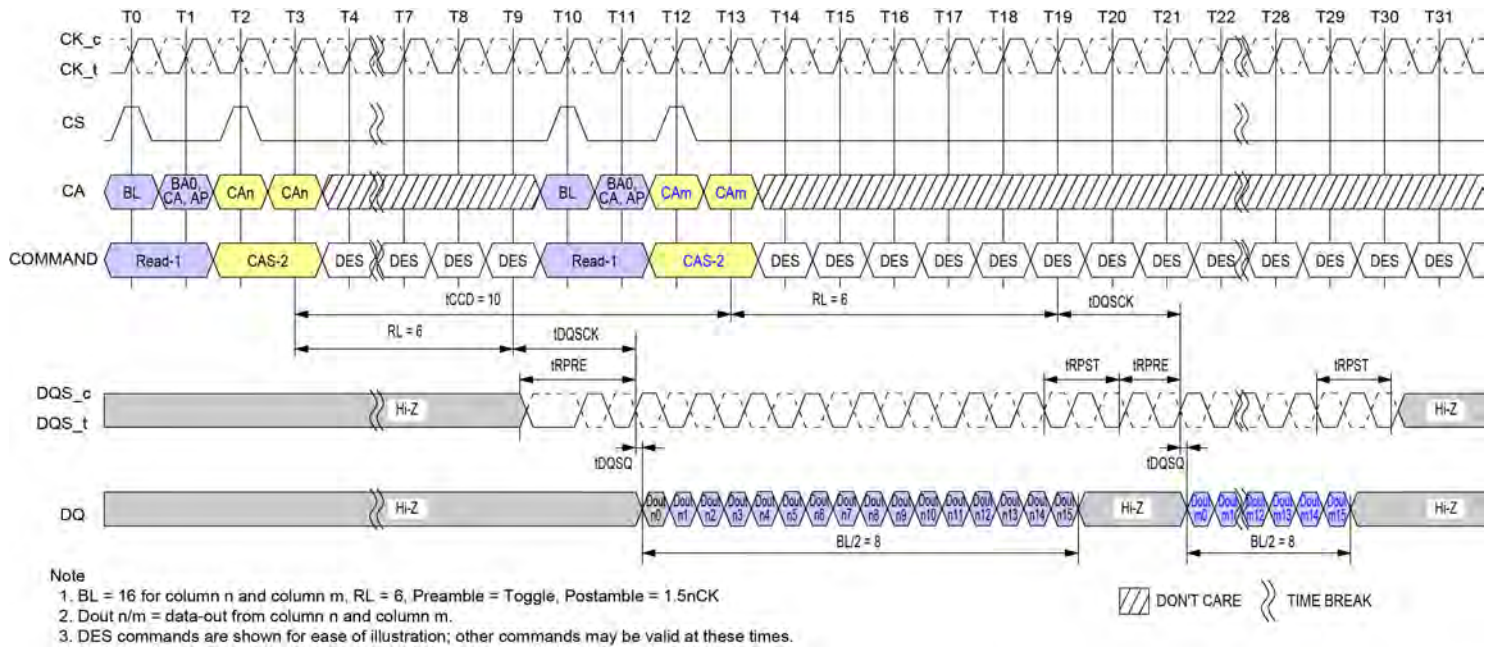 T0 T1 T2 T3 T4 T7 T8 T9 T10 T11 T12 T13 T14 T15 T16 T17 T18 T19 T20 T21 T22 T28 T29 T30 T31
CK_c
CK_t
CS
CA BL BA0, CA, AP CAn CAn BL BA0, CA, AP CAm CAm
COMMAND Read-1 CAS-2 DES DES DES DES Read-1 CAS-2 DES DES DES DES DES DES DES DES DES DES DES DES DES
tCCD = 10 RL = 6 tDQSCK
RL = 6 tDQSCK
tRPRE tRPST tRPRE tRPST
DQS_c
DQS_t Hi-Z Hi-Z
tDQSQ tDQSQ
DQ Hi-Z Dout n0 Dout n1 Dout n2 Dout n3 Dout n4 Dout n5 Dout n6 Dout n7 Dout n8 Dout n9 Dout n10 Dout n11 Dout n12 Dout n13 Dout n14 Dout n15 Hi-Z Dout m0 Dout m1 Dout m12 Dout m13 Dout m14 Dout m15 Hi-Z
BL/2 = 8 BL/2 = 8
Note
1. BL = 16 for column n and column m, RL = 6, Preamble = Toggle, Postamble = 1.5nCK
2. Dout n/m = data-out from column n and column m.
3. DES commands are shown for ease of illustration; other commands may be valid at these times.
DON'T CARE TIME BREAK